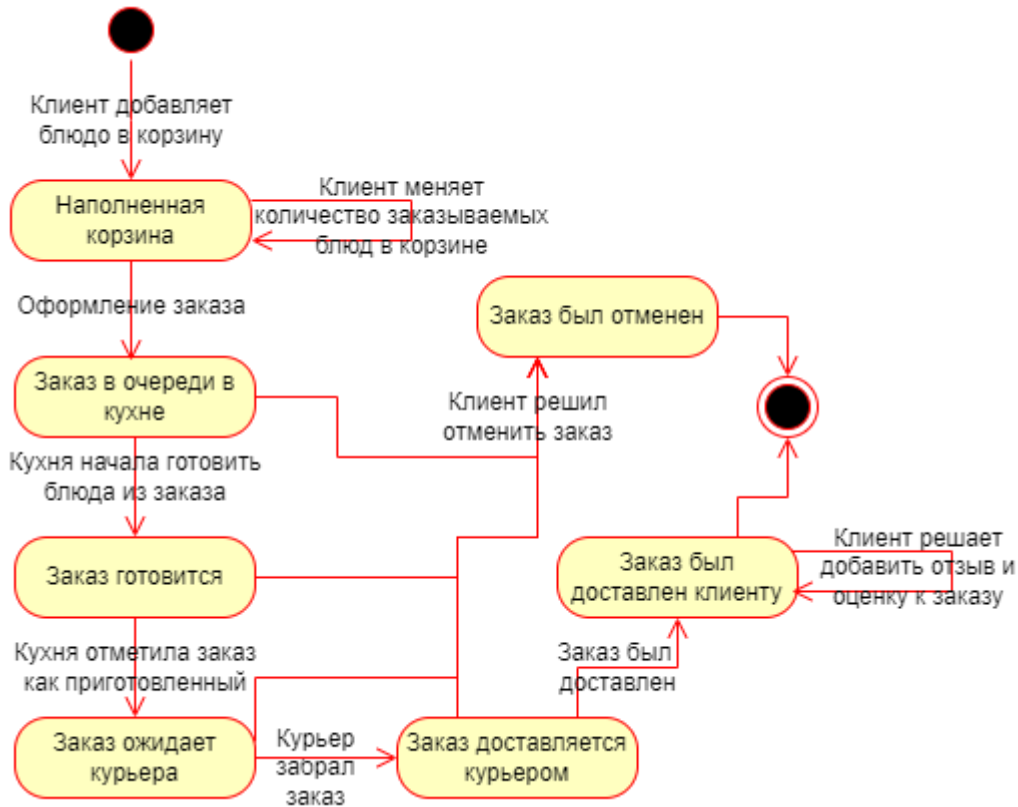 Клиент добавляет
блюдо в корзину
Наполненная
корзина
Клиент меняет
количество заказываемых
блюд в корзине
Оформление заказа
Заказ был отменен
Заказ в очереди в
кухне
Клиент решил
отменить заказ
Кухня начала готовить
блюда из заказа
Заказ готовится
Заказ был
доставлен клиенту
Клиент решает
добавить отзыв и
оценку к заказу
Кухня отметила заказ
как приготовленный
Заказ был
доставлен
Заказ ожидает
курьера
Курьер
забрал
заказ
Заказ доставляется
курьером